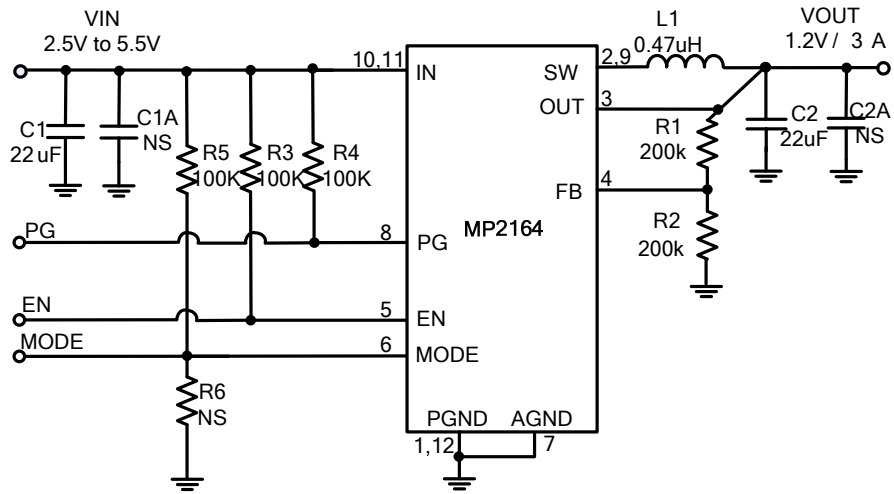 VIN
2.5V to 5.5V
L1
0.47uH
VOUT
1.2V / 3 A
10,11
IN
SW
2,9
OUT
3
C1
22uF
C1A
NS
R5
100K
R3
100K
R4
100K
R1
200k
C2
22uF
C2A
NS
FB
4
PG
8
PG
MP2164
R2
200k
EN
5
EN
MODE
6
MODE
R6
NS
PGND
AGND
1,12
7